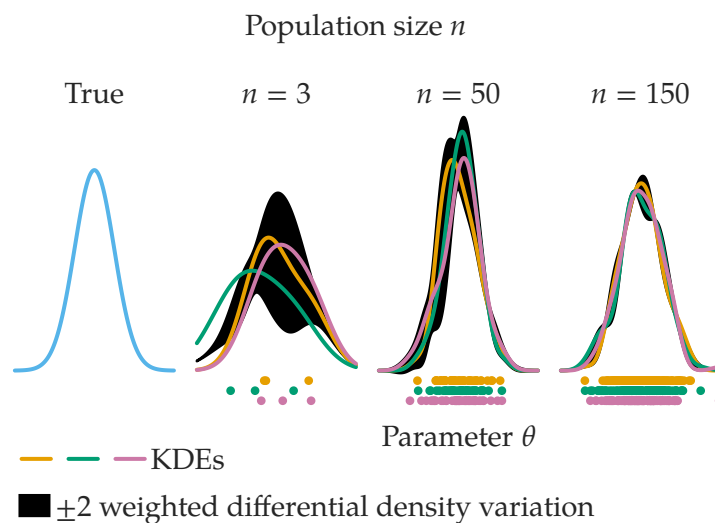 Population size n
True n = 3 n = 50 n = 150
Parameter θ
KDEs
±2 weighted differential density variation